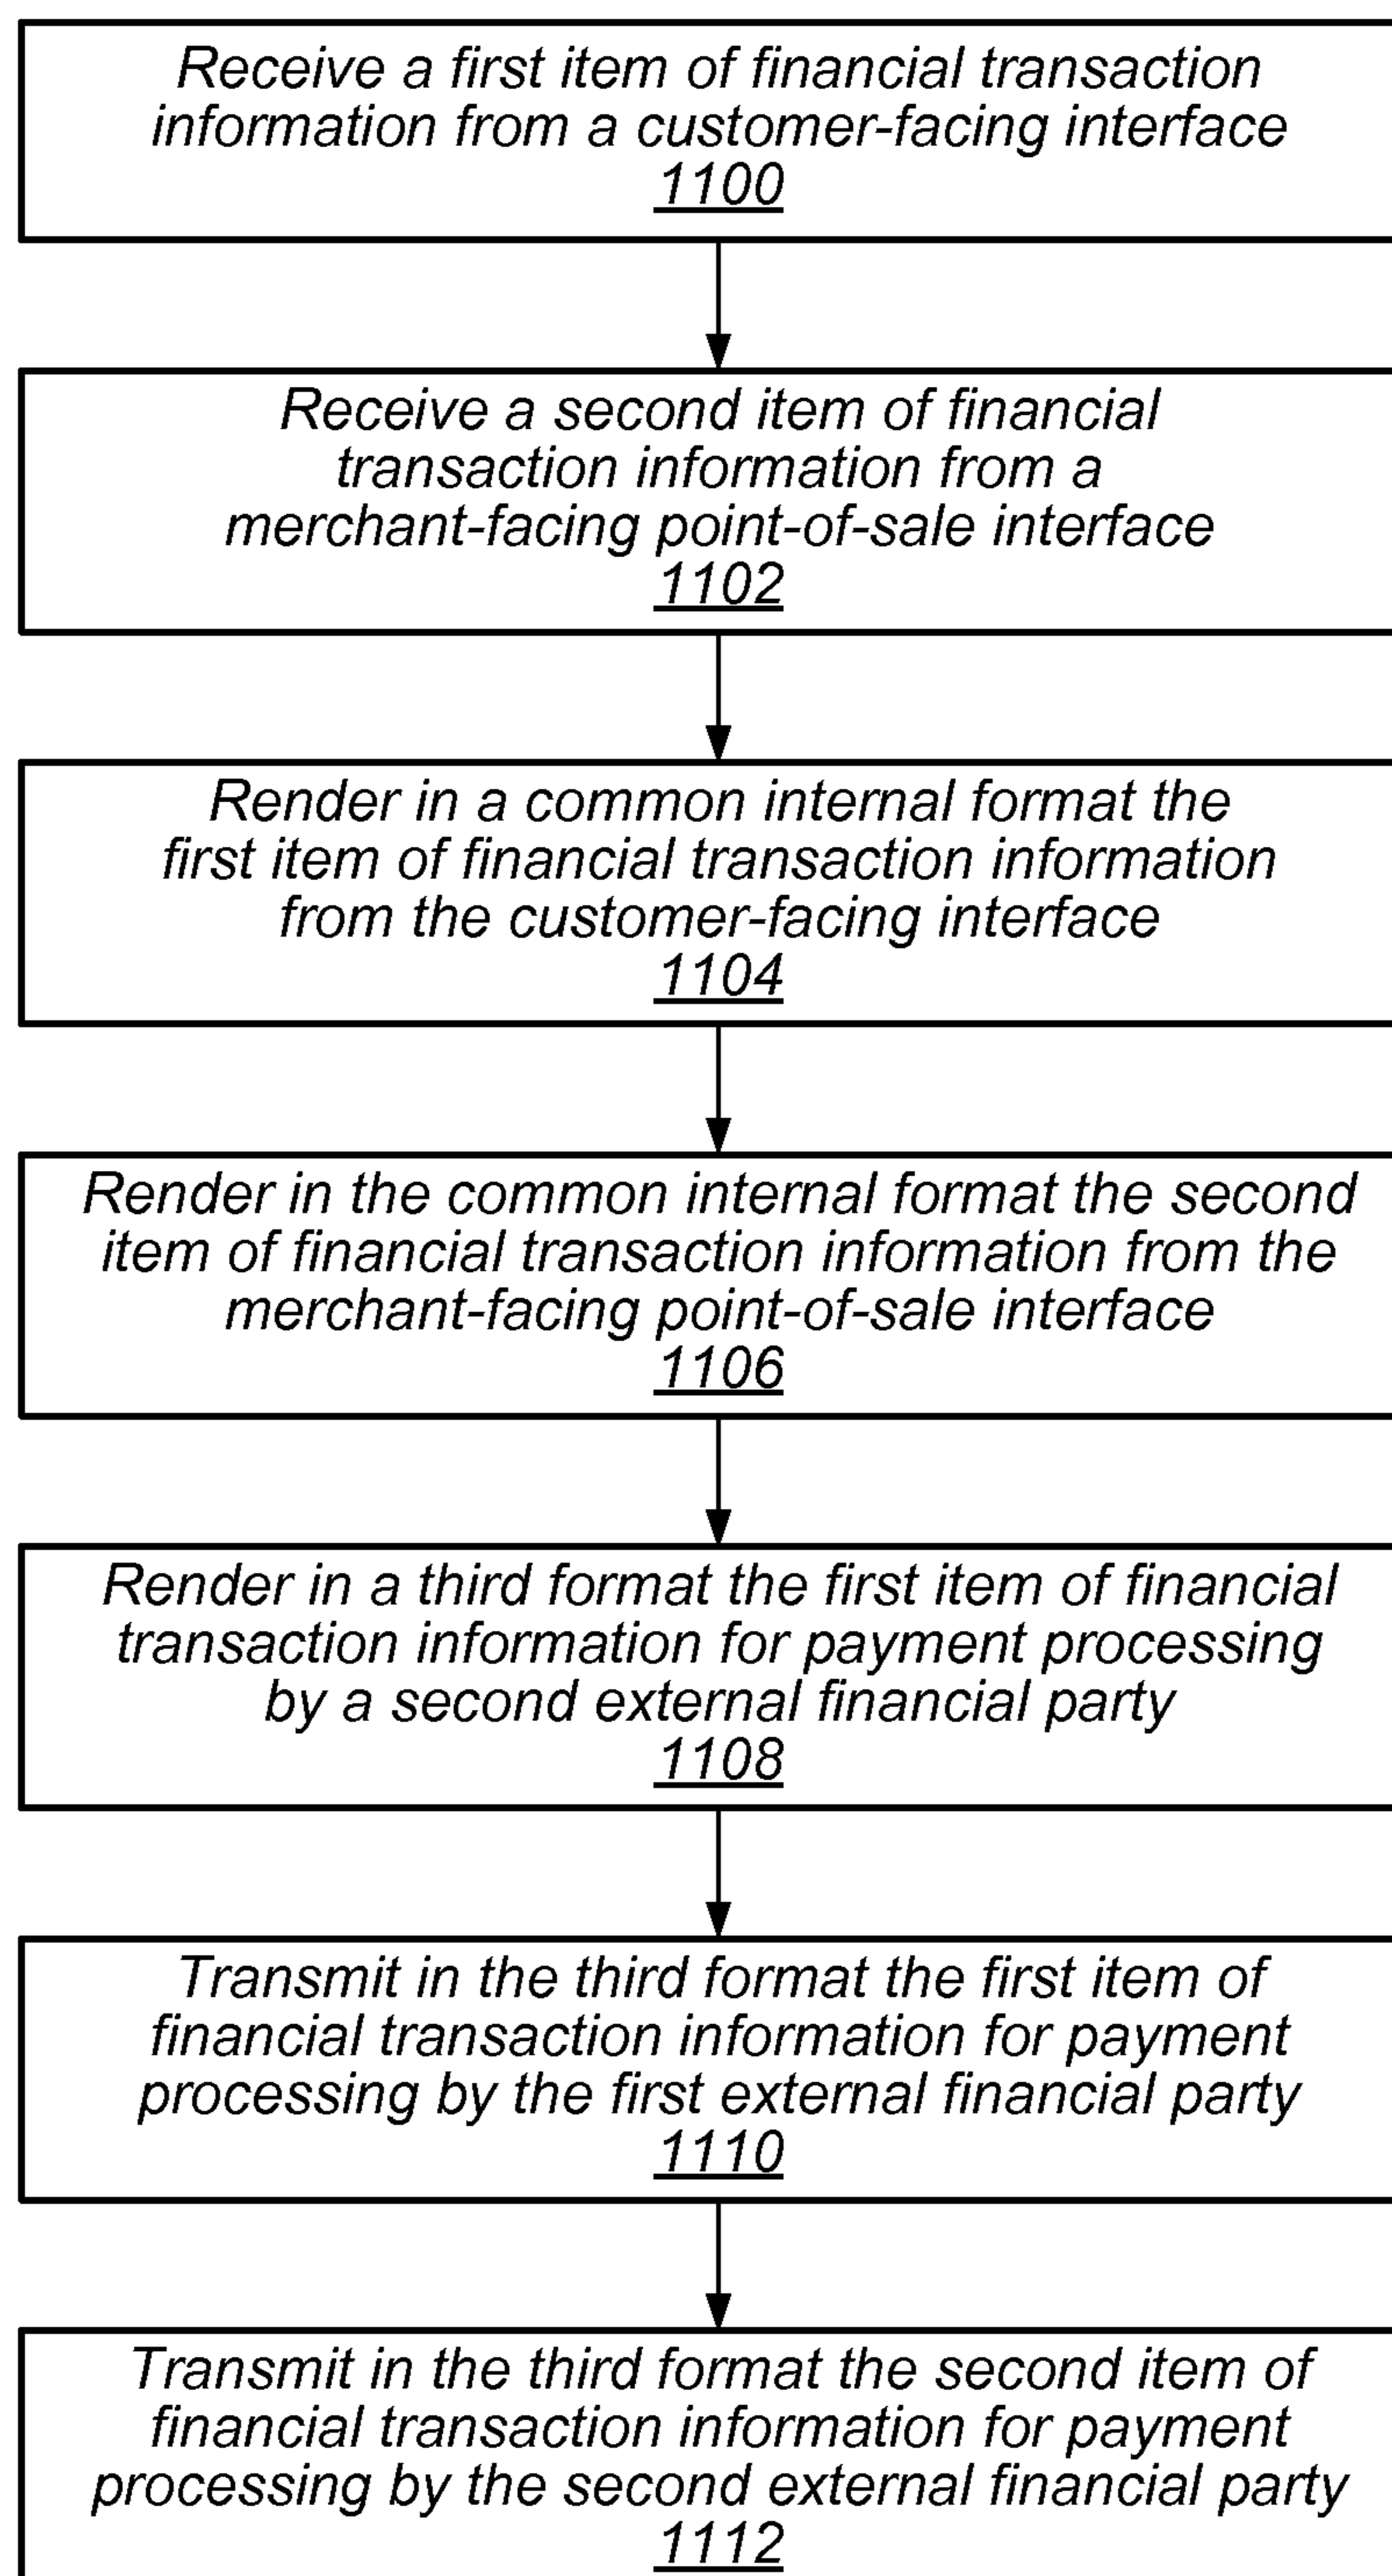 Receive a first item of financial transaction
information from a customer-facing interface
1100
Receive a second item of financial
transaction information from a
merchant-facing point-of-sale interface
1102
Render in a common internal format the
first item of financial transaction information
from the customer-facing interface
1104
Render in the common internal format the second
item of financial transaction information from the
merchant-facing point-of-sale interface
1106
Render in a third format the first item of financial
transaction information for payment processing
by a second external financial party
1108
Transmit in the third format the first item of
financial transaction information for payment
processing by the first external financial party
1110
Transmit in the third format the second item of
financial transaction information for payment
processing by the second external financial party
1112